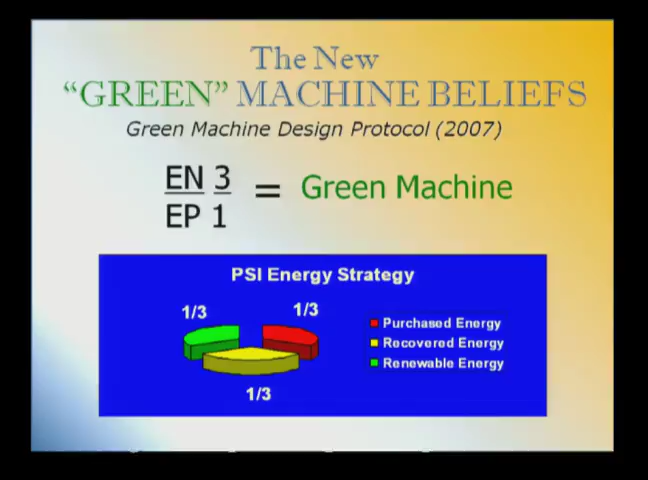 The New
“GREEN” MACHINE BELIEFS
Green Machine Design Protocol (2007)
EN 3
EP 1
= Green Machine
PSI Energy Strategy
1/3 1/3
Purchased Energy
Recovered Energy
Renewable Energy
1/3